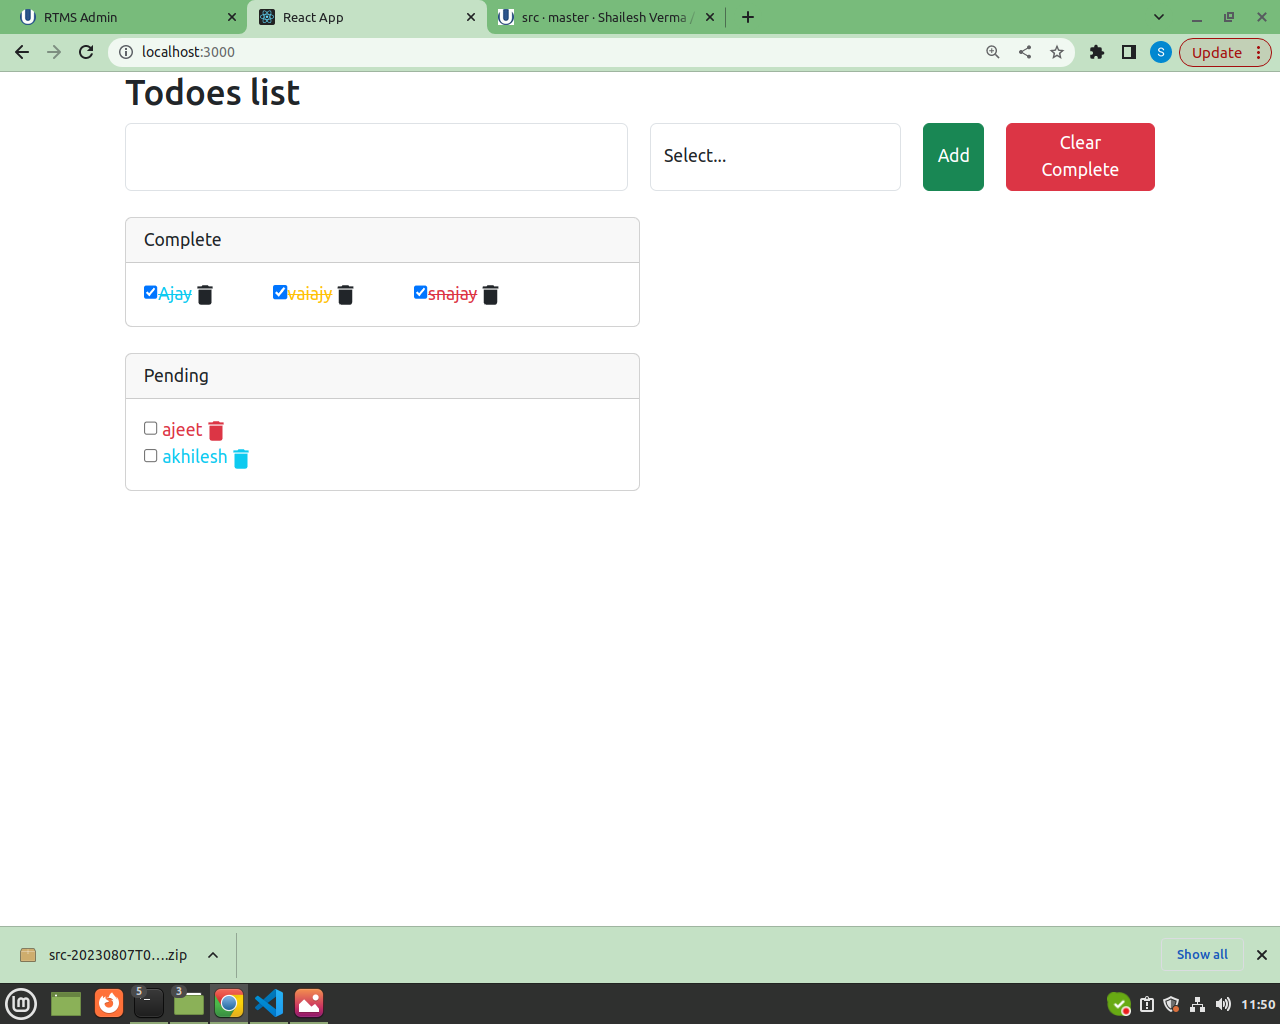 RTMS Admin
React App
src · master · Shailesh Verma /
localhost:3000
S
Update
Todoes list
Select...
Add
Clear
Complete
Complete
Ajay
vaiajy
snajay
Pending
ajeet
akhilesh
src-20230807T0....zip
Show all
5
3
11:50